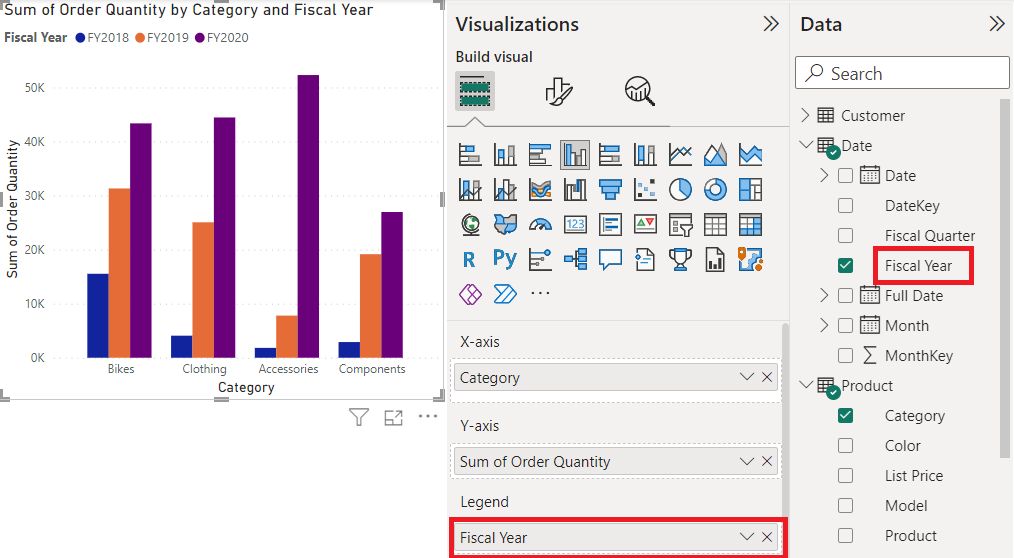 Sum of Order Quantity by Category and Fiscal Year
Fiscal Year FY2018 FY2019 FY2020
50K
40K
30K
20K
10K
0K
Sum of Order Quantity
Bikes Clothing Accessories Components
Category
Visualizations
Build visual
123
R Py
X-axis
Category
Y-axis
Sum of Order Quantity
Legend
Fiscal Year
Data
Search
Customer
Date
Date
DateKey
Fiscal Quarter
Fiscal Year
Full Date
Month
MonthKey
Product
Category
Color
List Price
Model
Product